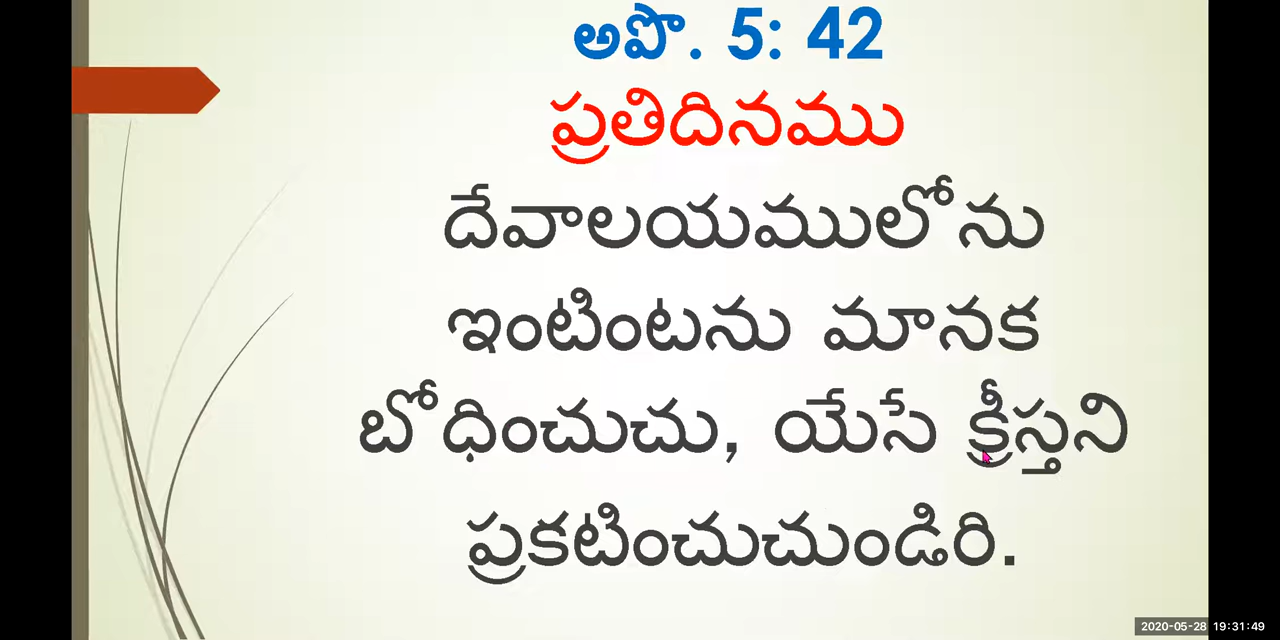 అపొ. 5: 42
ప్రతిదినము
దేవాలయములోను
ఇంటింటను మానక
బోధించుచు, యేసే క్రీస్తని
ప్రకటించుచుండిరి.
2020-05-28 19:31:49